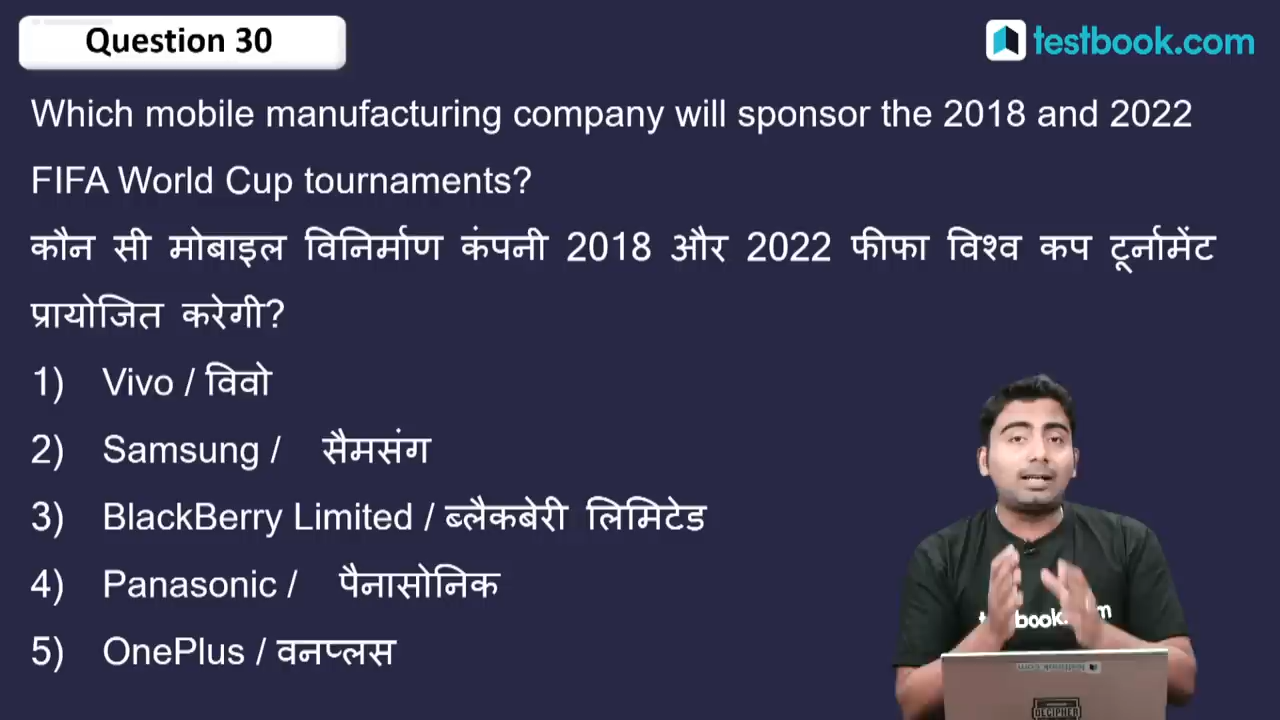 Question 30
testbook.com
Which mobile manufacturing company will sponsor the 2018 and 2022
FIFA World Cup tournaments?
कौन सी मोबाइल विनिर्माण कंपनी 2018 और 2022 फीफा विश्व कप टूर्नामेंट
प्रायोजित करेगी?
1) Vivo / विवो
2) Samsung / सैमसंग
3) BlackBerry Limited / ब्लैकबेरी लिमिटेड
4) Panasonic / पैनासोनिक
5) OnePlus / वनप्लस
DECIPHER